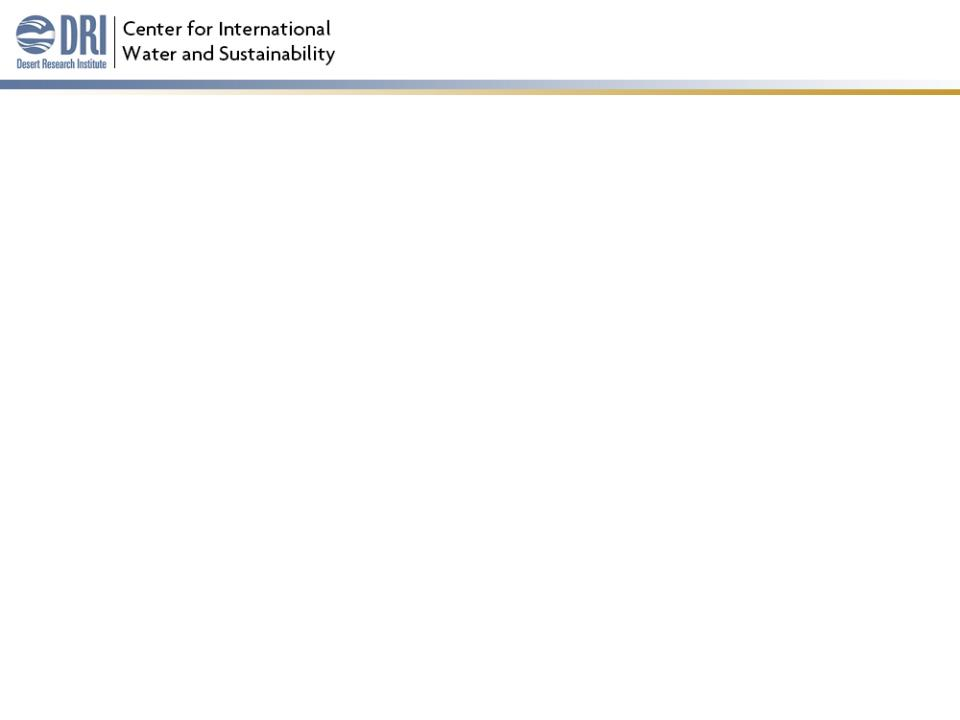 DRI
Desert Research Institute
Center for International
Water and Sustainability